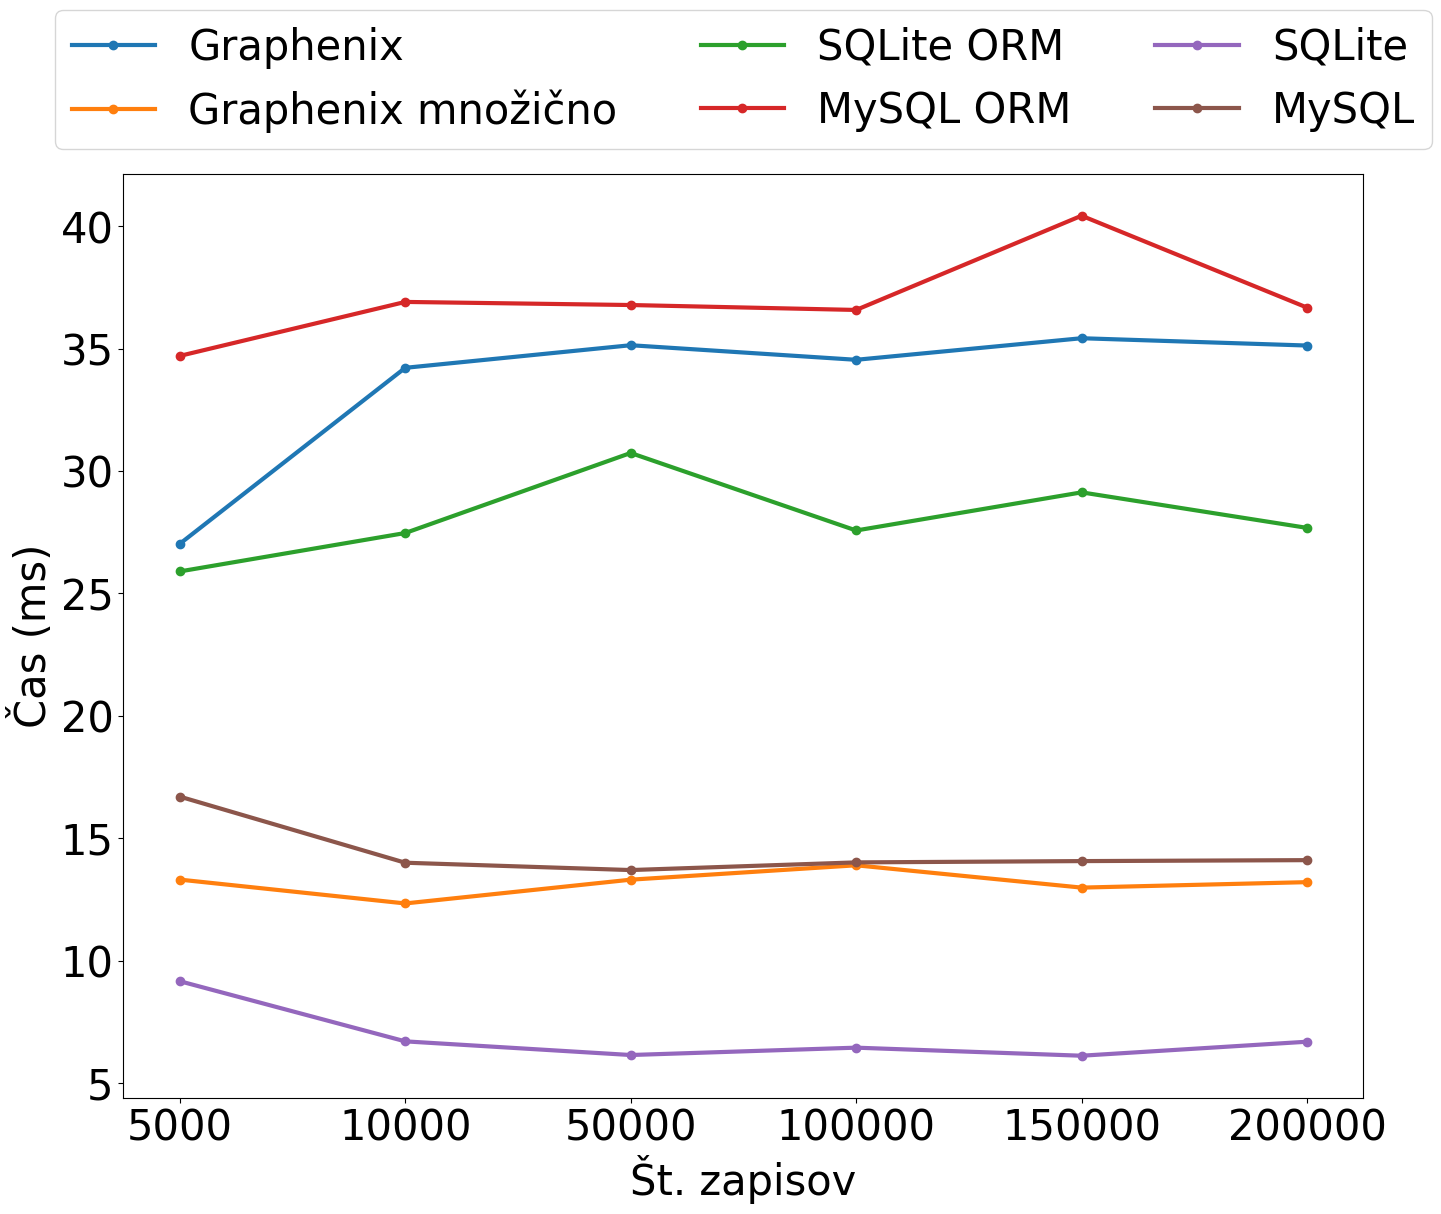 Graphenix
SQLite ORM
SQLite
Graphenix množično
MySQL ORM
MySQL
40
35
30
25
20
15
10
5
Čas (ms)
5000 10000 50000 100000 150000 200000
Št. zapisov